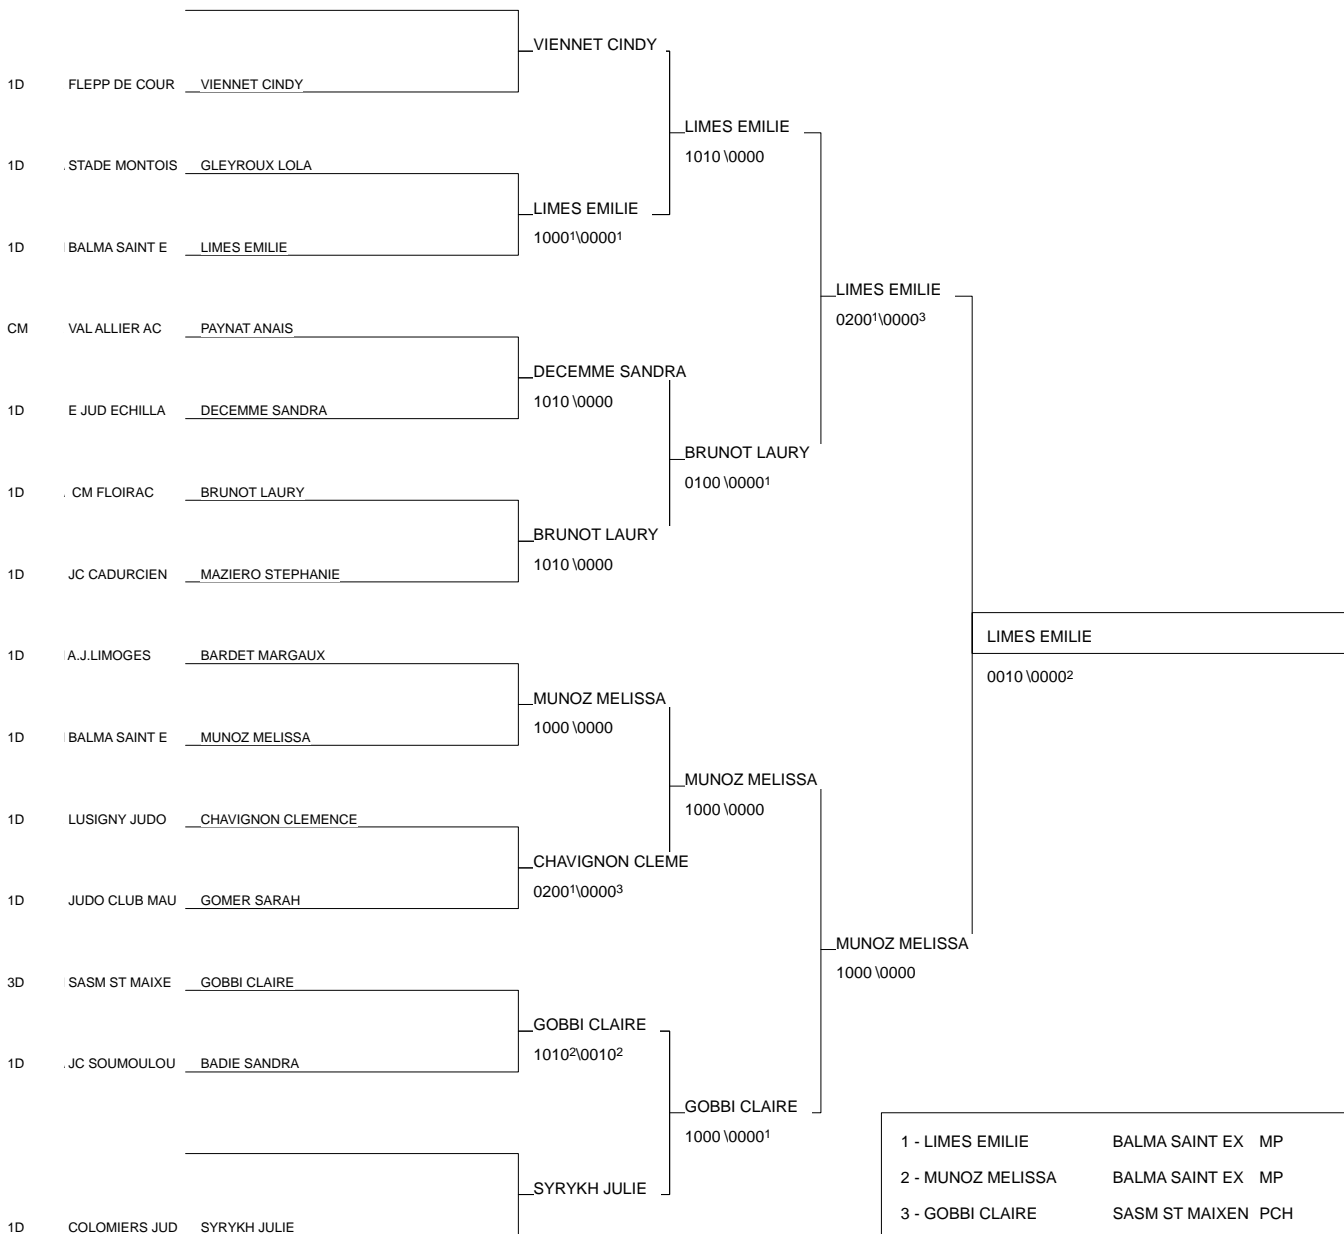 VIENNET CINDY
1D FLEPP DE COUR VIENNET CINDY
LIMES EMILIE
1010 \0000
1D STADE MONTOIS GLEYROUX LOLA
LIMES EMILIE
1000¹\0000¹
1D BALMA SAINT E LIMES EMILIE
LIMES EMILIE
0200¹\0000³
CM VAL ALLIER AC PAYNAT ANAIS
DECEMME SANDRA
1010 \0000
1D E JUD ECHILLA DECEMME SANDRA
BRUNOT LAURY
0100 \0000¹
1D CM FLOIRAC BRUNOT LAURY
BRUNOT LAURY
1010 \0000
1D JC CADURCIEN MAZIERO STEPHANIE
LIMES EMILIE
0010 \0000²
1D A.J.LIMOGES BARDET MARGAUX
MUNOZ MELISSA
1000 \0000
1D BALMA SAINT E MUNOZ MELISSA
MUNOZ MELISSA
1000 \0000
1D LUSIGNY JUDO CHAVIGNON CLEMENCE
CHAVIGNON CLEME
0200¹\0000³
1D JUDO CLUB MAU GOMER SARAH
MUNOZ MELISSA
1000 \0000
3D SASM ST MAIXE GOBBI CLAIRE
GOBBI CLAIRE
1010²\0010²
1D JC SOUMOULOU BADIE SANDRA
GOBBI CLAIRE
1000 \0000¹
SYRYKH JULIE
1D COLOMIERS JUD SYRYKH JULIE
1 - LIMES EMILIE BALMA SAINT EX MP
2 - MUNOZ MELISSA BALMA SAINT EX MP
3 - GOBBI CLAIRE SASM ST MAIXEN PCH